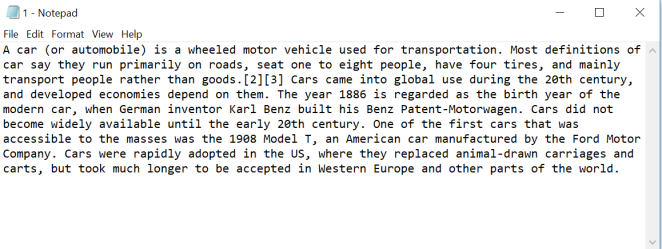 1 - Notepad
File Edit Format View Help
A car (or automobile) is a wheeled motor vehicle used for transportation. Most definitions of
car say they run primarily on roads, seat one to eight people, have four tires, and mainly
transport people rather than goods.[2][3] Cars came into global use during the 20th century,
and developed economies depend on them. The year 1886 is regarded as the birth year of the
modern car, when German inventor Karl Benz built his Benz Patent-Motorwagen. Cars did not
become widely available until the early 20th century. One of the first cars that was
accessible to the masses was the 1908 Model T, an American car manufactured by the Ford Motor
Company. Cars were rapidly adopted in the US, where they replaced animal-drawn carriages and
carts, but took much longer to be accepted in Western Europe and other parts of the world.